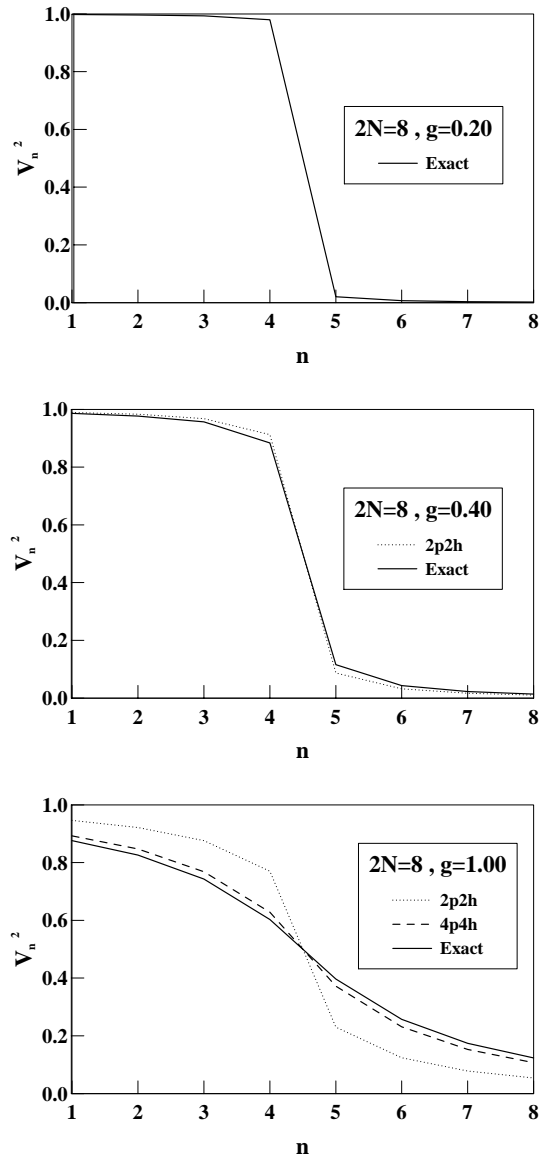 1.0
0.8
0.6
0.4
0.2
0.0
V_n^2
2N=8 , g=0.20
Exact
1 2 3 4 5 6 7 8
n
1.0
0.8
0.6
0.4
0.2
0.0
V_n^2
2N=8 , g=0.40
2p2h
Exact
1 2 3 4 5 6 7 8
n
1.0
0.8
0.6
0.4
0.2
0.0
V_n^2
2N=8 , g=1.00
2p2h
4p4h
Exact
1 2 3 4 5 6 7 8
n